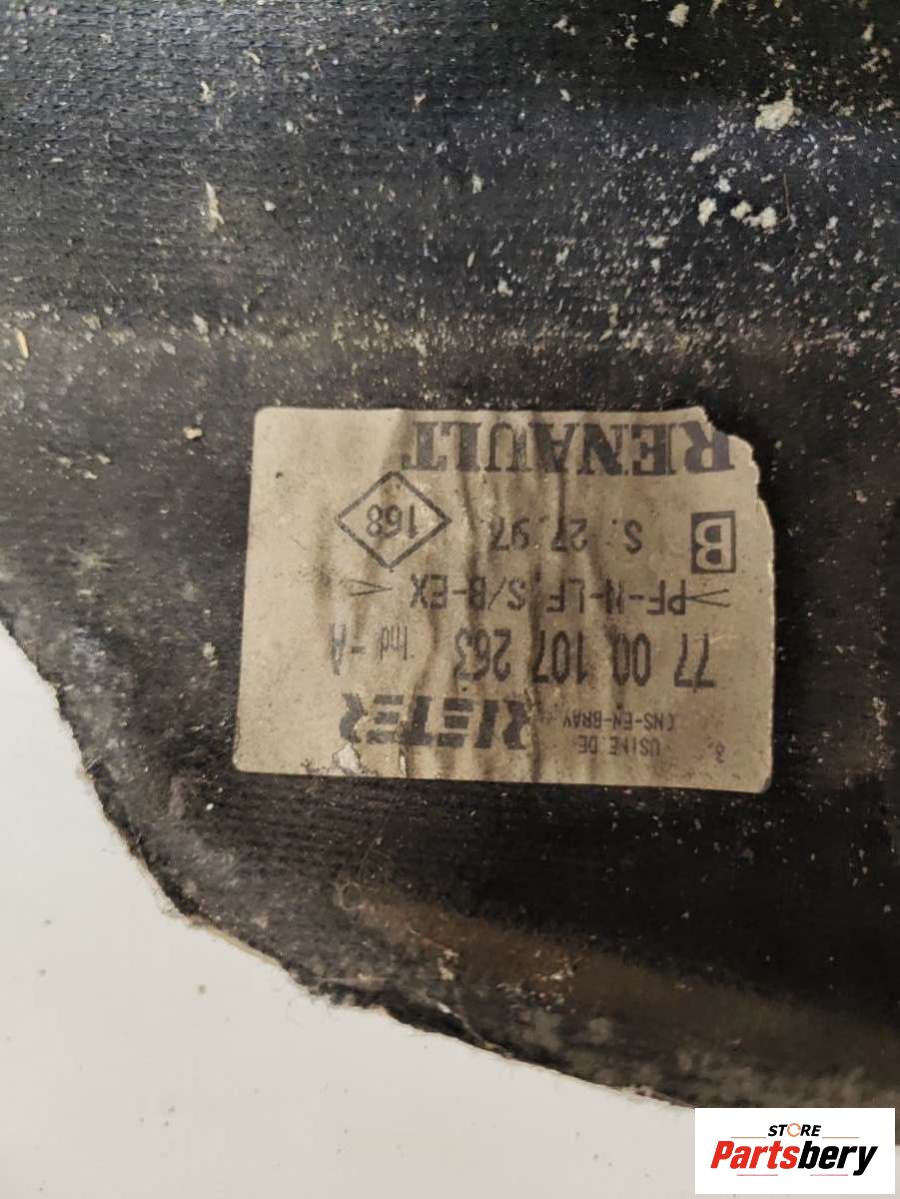 RENAULT
B S. 27.97 168
>PF-N-LF S/B-EX <
77 00 107 263 Ind -A
RIETER
USINE DE
ONS-EN-BRAY
STORE
Partsbery